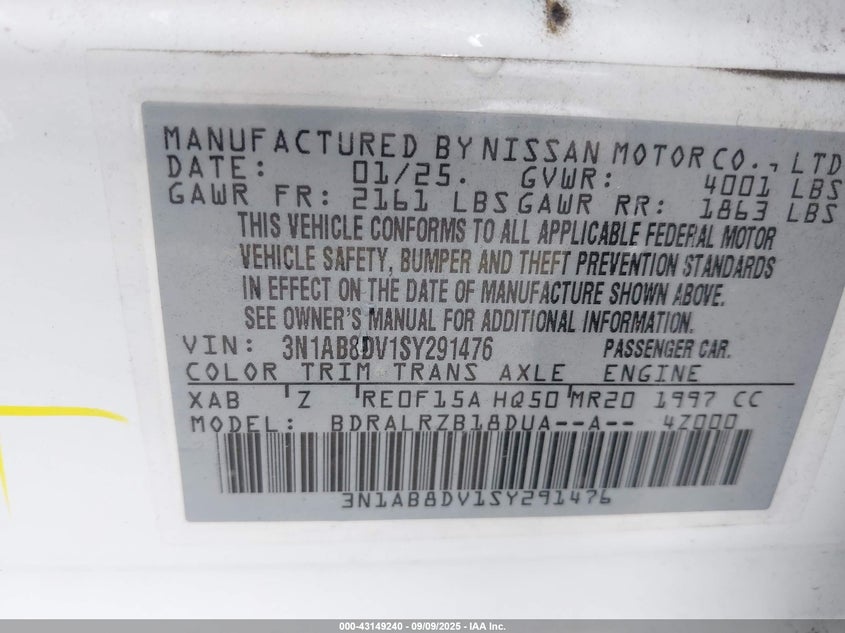 MANUFACTURED BY NISSAN MOTOR CO., LTD
DATE: 01/25. GVWR: 4001 LBS
GAWR FR: 2161 LBS GAWR RR: 1863 LBS
THIS VEHICLE CONFORMS TO ALL APPLICABLE FEDERAL MOTOR
VEHICLE SAFETY, BUMPER AND THEFT PREVENTION STANDARDS
IN EFFECT ON THE DATE OF MANUFACTURE SHOWN ABOVE.
SEE OWNER'S MANUAL FOR ADDITIONAL INFORMATION.
VIN: 3N1AB8DV1SY291476 PASSENGER CAR.
COLOR TRIM TRANS AXLE ENGINE
XAB Z RE0F15A HQ50 MR20 1997 CC
MODEL: BDRALRZB18DUA--A-- 4Z000
3N1AB8DV1SY291476
000-43149240 - 09/09/2025 - IAA Inc.